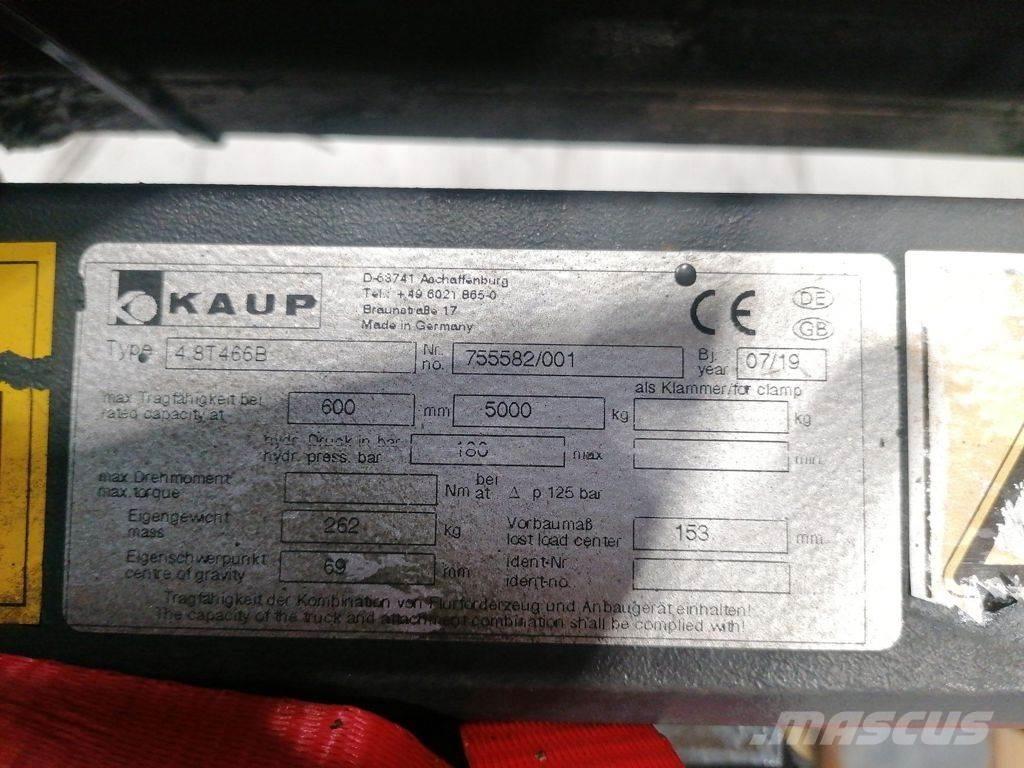 KAUP
D-63741 Aschaffenburg
Tel.: +49 6021 865-0
Braunstraße 17
Made in Germany
CE
DE
GB
Type 4.8T466B
Nr. no. 755582/001
Bj. year 07/19
als Klammer/for clamp
max Tragfähigkeit bei
rated capacity at 600 mm 5000 kg kg
hydr. Druck in bar
hydr. press. bar 180 max min.
max Drehmoment
max.torque Nm bei at Δ p 125 bar
Eigengewicht
mass 262 kg
Vorbaumaß
lost load center 153 mm
Eigenschwerpunkt
centre of gravity 69 mm
ident-Nr
ident-no.
Tragfähigkeit der Kombination von Flurförderzeug und Anbaugerät einhalten!
The capacity of the truck and attachment combination shall be complied with!
MASCUS